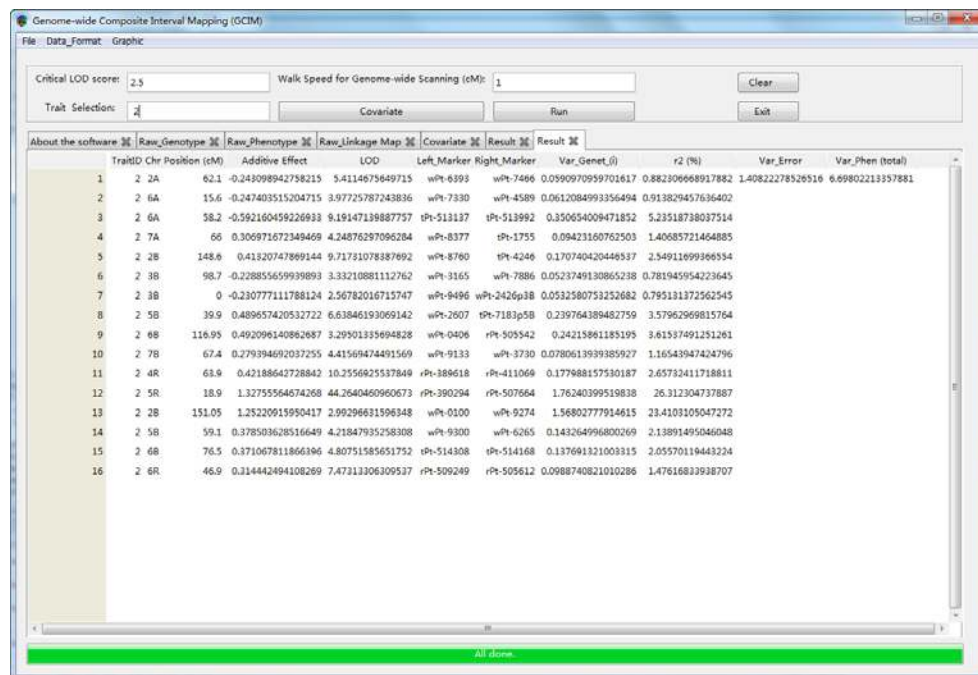 Genome-wide Composite Interval Mapping (GCIM)
File Data_Format Graphic
Critical LOD score: 2.5 Walk Speed for Genome-wide Scanning (cM): 1 Clear
Trait Selection: 2 Covariate Run Exit
About the software Raw_Genotype Raw_Phenotype Raw_Linkage Map Covariate Result Result
TraitID Chr Position (cM) Additive Effect LOD Left_Marker Right_Marker Var_Genet_(i) r2 (%) Var_Error Var_Phen (total)
1 2 2A 62.1 -0.243098942758215 5.4114675649715 wPt-6393 wPt-7466 0.0590970959701617 0.882306668917882 1.40822278526516 6.69802213357881
2 2 6A 15.6 -0.247403515204715 3.97725787243836 wPt-7330 wPt-4589 0.0612084993356494 0.913829457636402
3 2 6A 58.2 -0.592160459226933 9.19147139887757 tPt-513137 tPt-513992 0.350654009471852 5.23518738037514
4 2 7A 66 0.306971672349469 4.24876297096284 wPt-8377 tPt-1755 0.09423160762503 1.40685721464885
5 2 2B 148.6 0.41320747869144 9.71731078387692 wPt-8760 tPt-4246 0.170740420446537 2.54911699366554
6 2 3B 98.7 -0.228855659939893 3.33210881112762 wPt-3165 wPt-7886 0.0523749130865238 0.781945954223645
7 2 3B 0 -0.230777111788124 2.56782016715747 wPt-9496 wPt-2426p3B 0.0532580753252682 0.795131372562545
8 2 5B 39.9 0.489657420532722 6.63846193069142 wPt-2607 tPt-7183p5B 0.239764389482759 3.57962969815764
9 2 6B 116.95 0.492096140862687 3.29501335694828 wPt-0406 rPt-505542 0.24215861185195 3.61537491251261
10 2 7B 67.4 0.279394692037255 4.41569474491569 wPt-9133 wPt-3730 0.0780613939385927 1.16543947424796
11 2 4R 63.9 0.42188642728842 10.2556925537849 rPt-389618 rPt-411069 0.177988157530187 2.65732411718811
12 2 5R 18.9 1.32755564674268 44.2640460960673 rPt-390294 rPt-507664 1.76240399519838 26.312304737887
13 2 2B 151.05 1.25220915950417 2.99296631596348 wPt-0100 wPt-9274 1.56802777914615 23.4103105047272
14 2 5B 59.1 0.378503628516649 4.21847935258308 wPt-9300 wPt-6265 0.143264996800269 2.13891495046048
15 2 6B 76.5 0.371067811866396 4.80751585651752 tPt-514308 tPt-514168 0.137691321003315 2.05570119443224
16 2 6R 46.9 0.314442494108269 7.47313306309537 rPt-509249 rPt-505612 0.0988740821010286 1.47616833938707
All done.